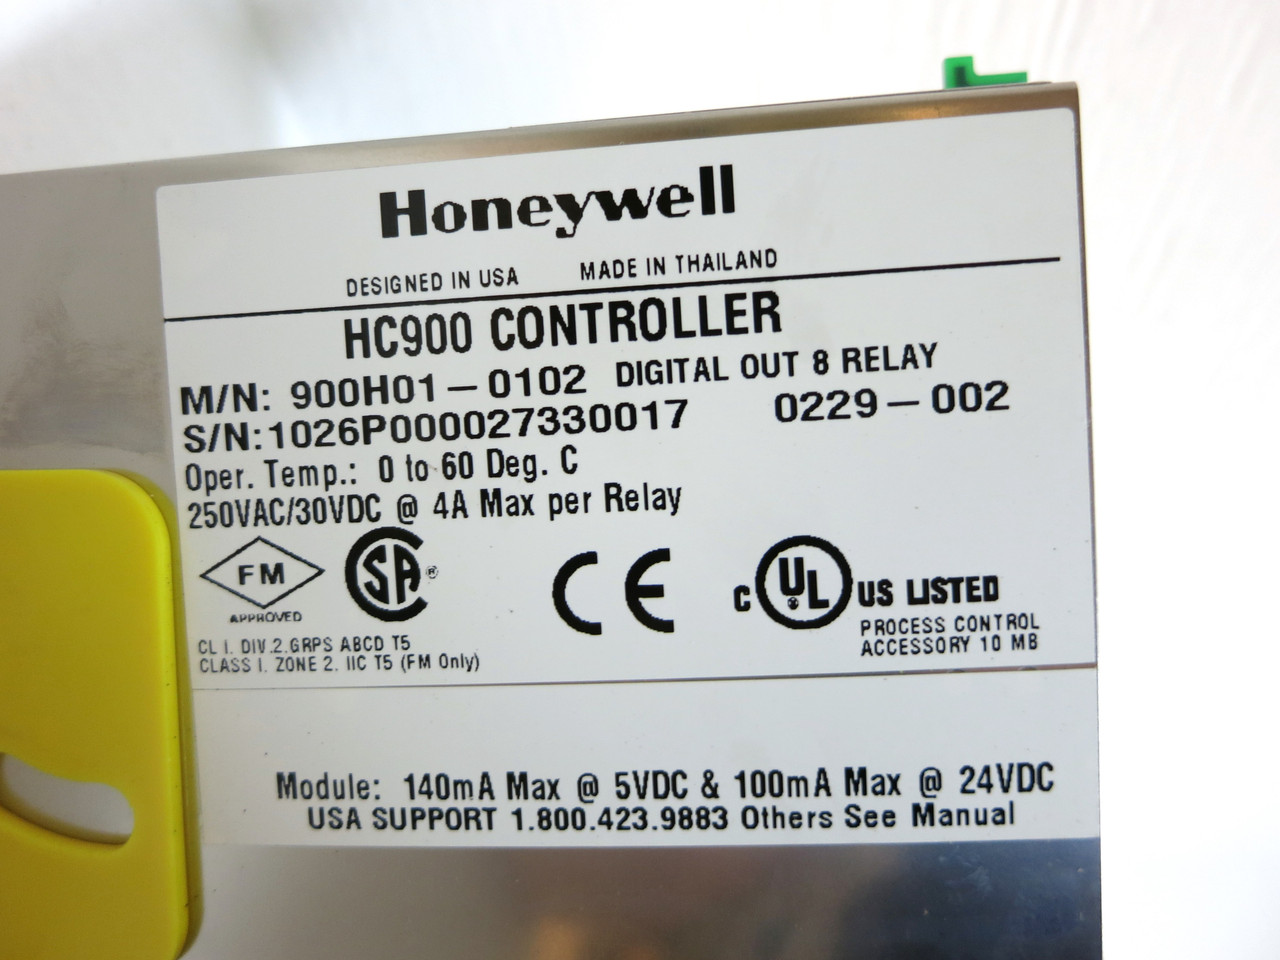 Honeywell
DESIGNED IN USA MADE IN THAILAND
HC900 CONTROLLER
M/N: 900H01-0102 DIGITAL OUT 8 RELAY
S/N:1026P000027330017 0229-002
Oper. Temp.: 0 to 60 Deg. C
250VAC/30VDC @ 4A Max per Relay
FM
APPROVED
SA ®
CE
C UL ® US LISTED
PROCESS CONTROL
ACCESSORY 10 MB
CL I. DIV.2.GRPS ABCD T5
CLASS I. ZONE 2. IIC T5 (FM Only)
Module: 140mA Max @ 5VDC & 100mA Max @ 24VDC
USA SUPPORT 1.800.423.9883 Others See Manual